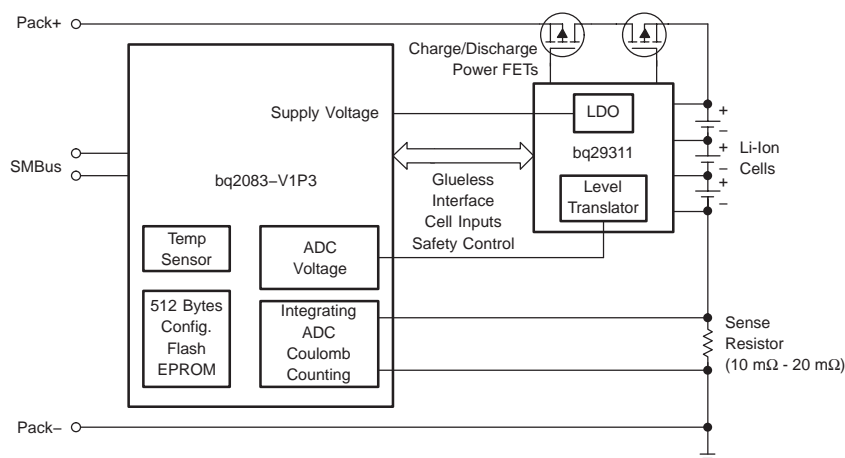 Pack+
Charge/Discharge
Power FETs
Supply Voltage
LDO
bq29311
+
−
+
−
+
−
Li-Ion
Cells
SMBus
bq2083−V1P3
Glueless
Interface
Cell Inputs
Safety Control
Level
Translator
Temp
Sensor
ADC
Voltage
512 Bytes
Config.
Flash
EPROM
Integrating
ADC
Coulomb
Counting
Sense
Resistor
(10 mΩ - 20 mΩ)
Pack−